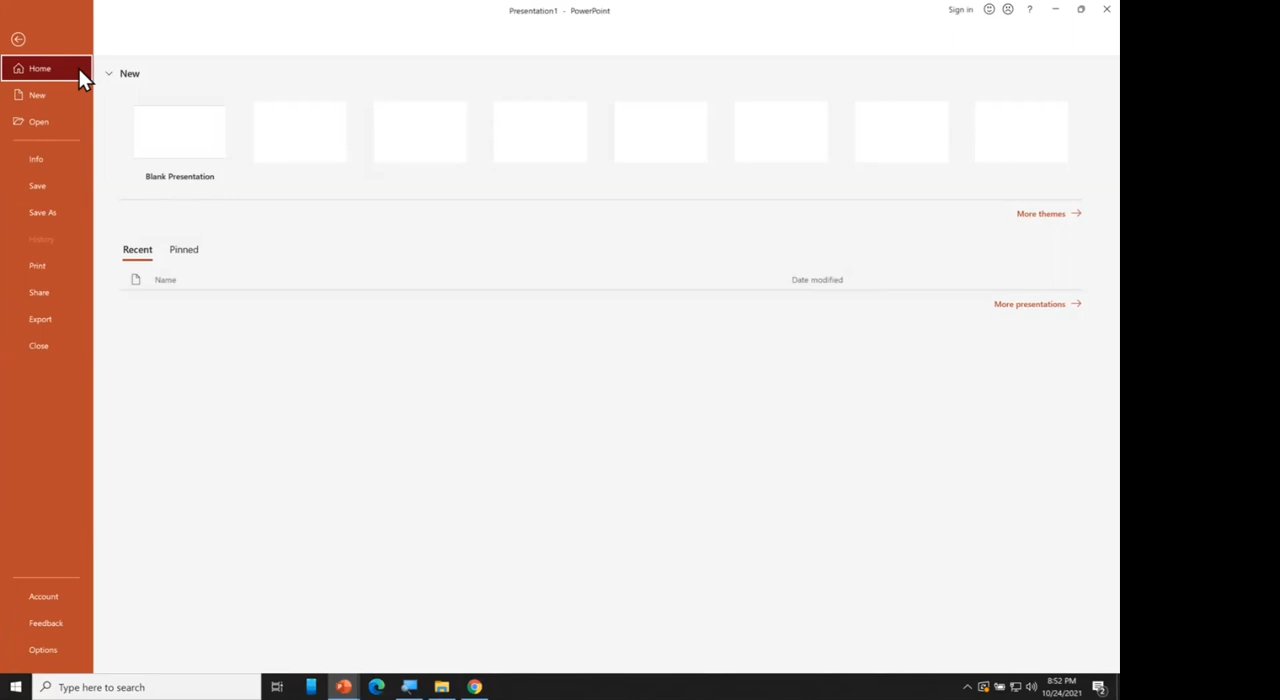 Presentation1 - PowerPoint
Sign in
?
Home
New
Open
Info
Save
Save As
History
Print
Share
Export
Close
Account
Feedback
Options
New
Blank Presentation
More themes
Recent Pinned
Name Date modified
More presentations
Type here to search
8:52 PM
10/24/2021
2